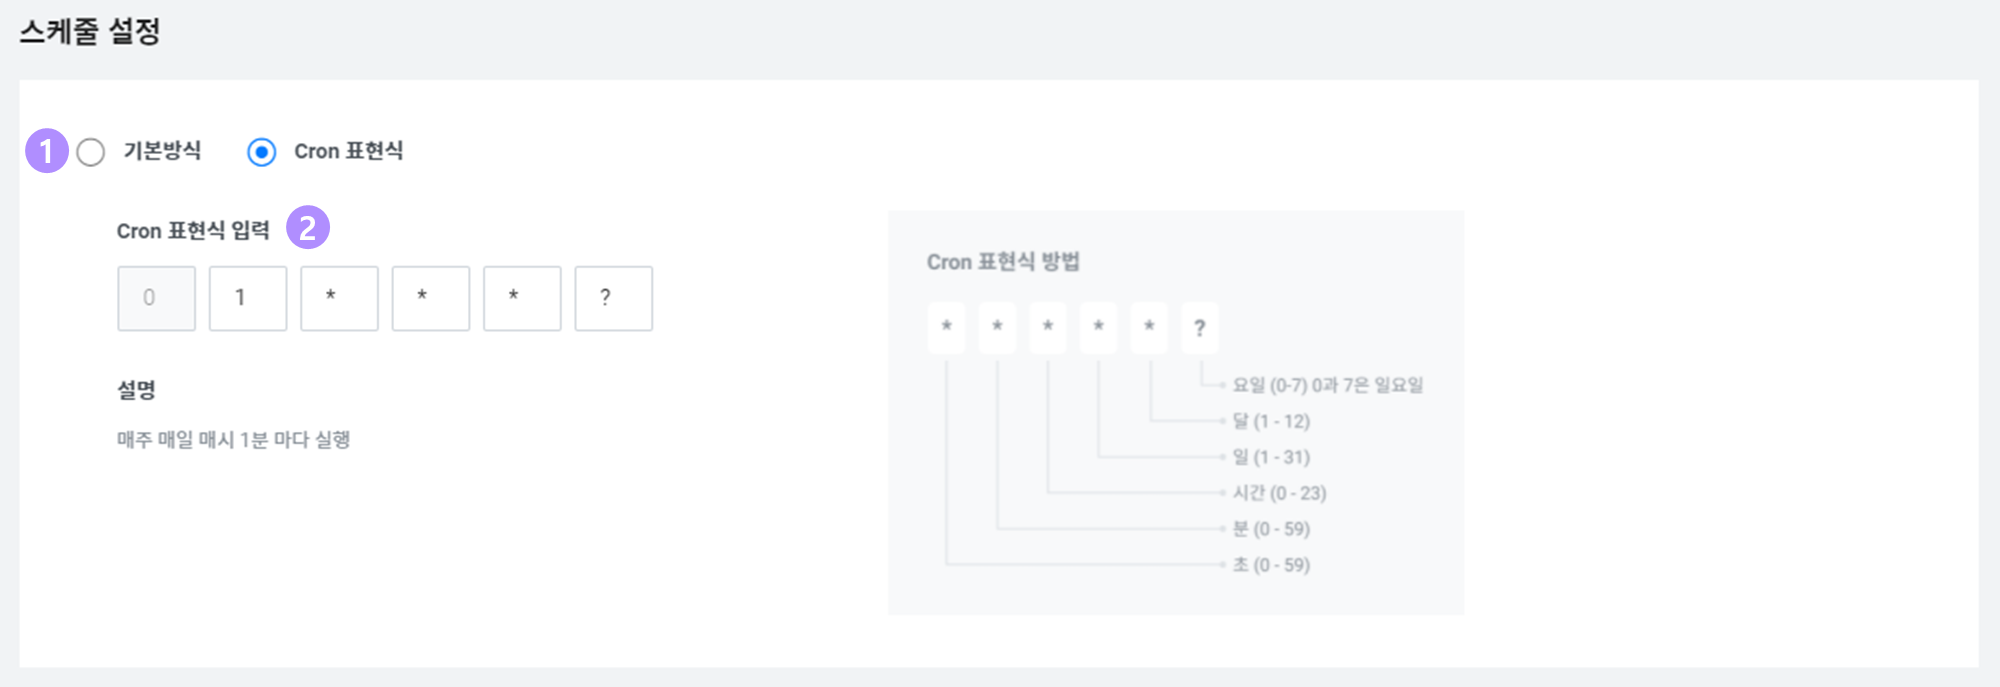 스케줄 설정
1 기본방식 Cron 표현식
Cron 표현식 입력 2
0 1 * * * ?
설명
매주 매일 매시 1분 마다 실행
Cron 표현식 방법
* * * * * ?
요일 (0-7) 0과 7은 일요일
달 (1 - 12)
일 (1 - 31)
시간 (0 - 23)
분 (0 - 59)
초 (0 - 59)